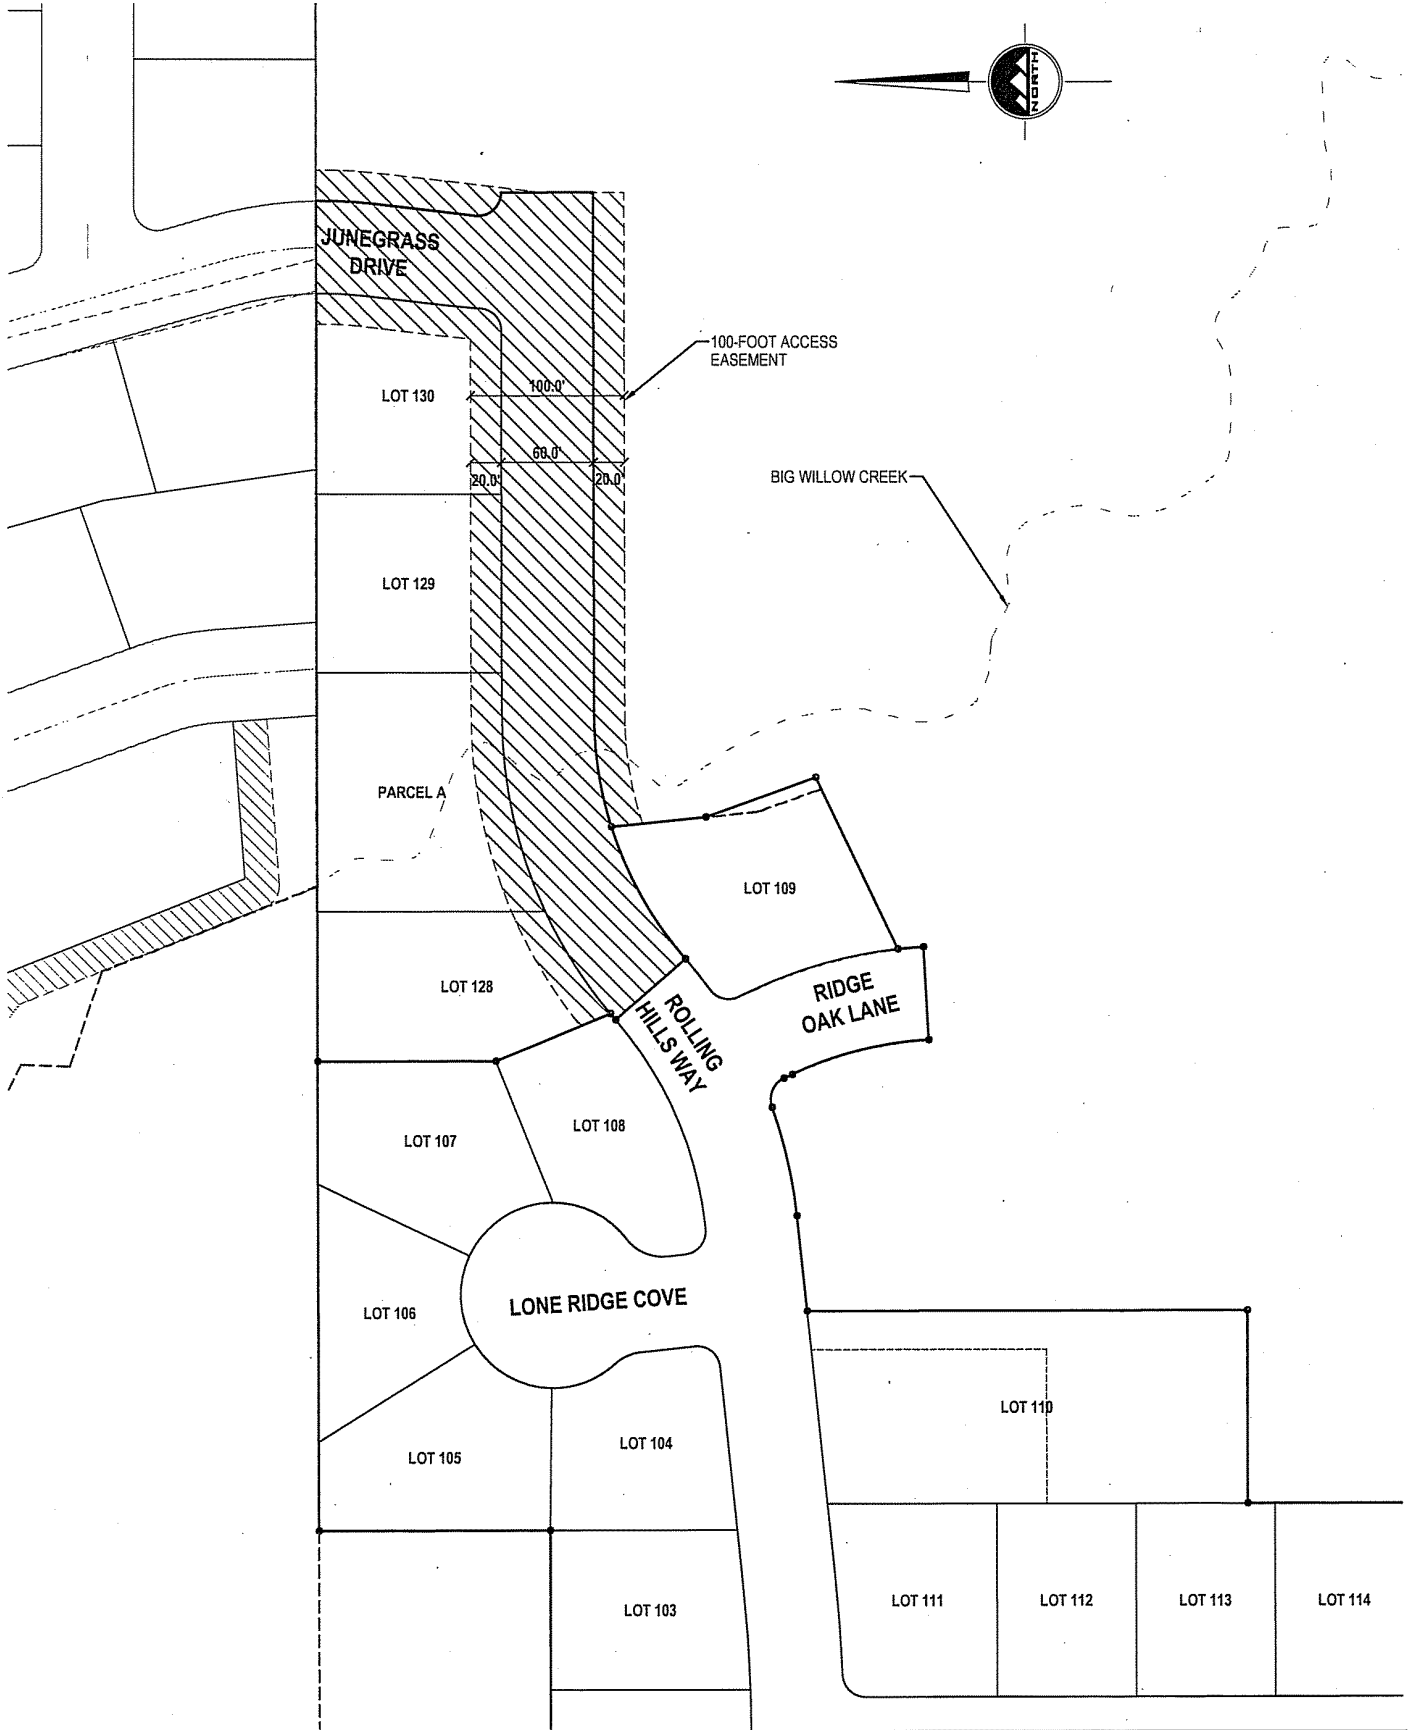 NORTH
JUNEGRASS
DRIVE
100-FOOT ACCESS
EASEMENT
LOT 130
100.0'
60.0'
20.0'
20.0'
BIG WILLOW CREEK
LOT 129
PARCEL A
LOT 109
LOT 128
RIDGE
OAK LANE
ROLLING
HILLS WAY
LOT 108
LOT 107
LONE RIDGE COVE
LOT 106
LOT 110
LOT 104
LOT 105
LOT 103
LOT 111
LOT 112
LOT 113
LOT 114